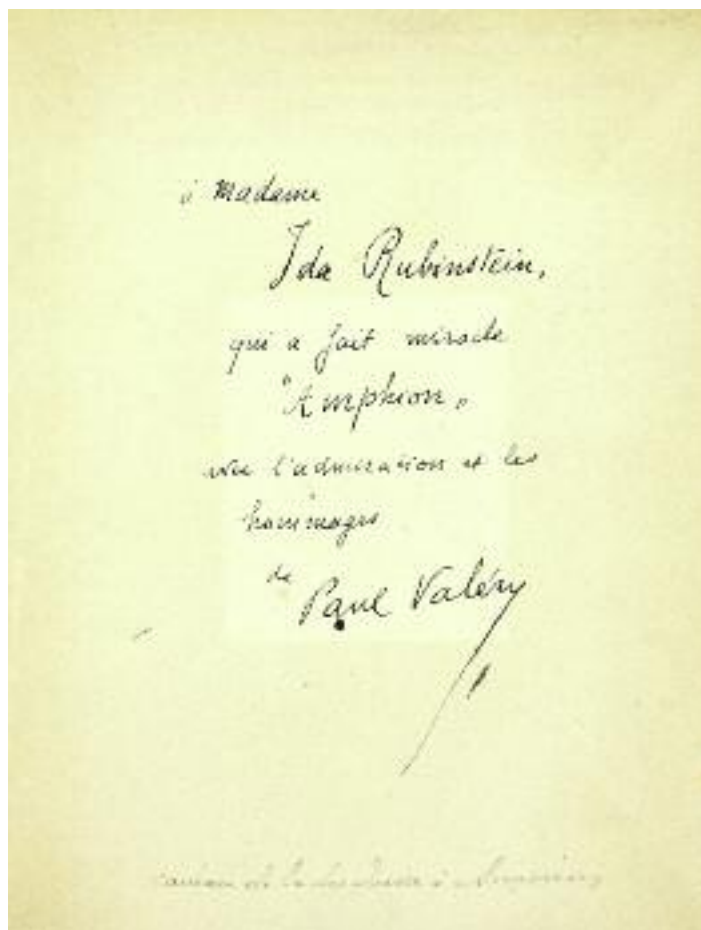 à Madame
Ida Rubinstein,
qui a fait miracle
"Amphion"
avec l'admiration et les
hommages
de
Paul Valéry